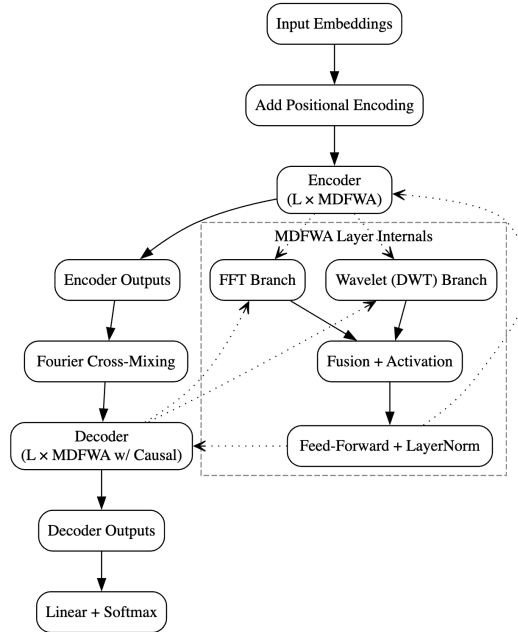 Input Embeddings
Add Positional Encoding
Encoder
(L × MDFWA)
MDFWA Layer Internals
Encoder Outputs
FFT Branch
Wavelet (DWT) Branch
Fourier Cross-Mixing
Fusion + Activation
Decoder
(L × MDFWA w/ Causal)
Feed-Forward + LayerNorm
Decoder Outputs
Linear + Softmax